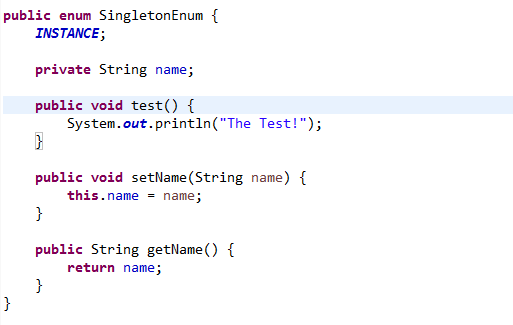 public enum SingletonEnum {
    INSTANCE;

    private String name;

    public void test() {
        System.out.println("The Test!");
    }

    public void setName(String name) {
        this.name = name;
    }

    public String getName() {
        return name;
    }
}